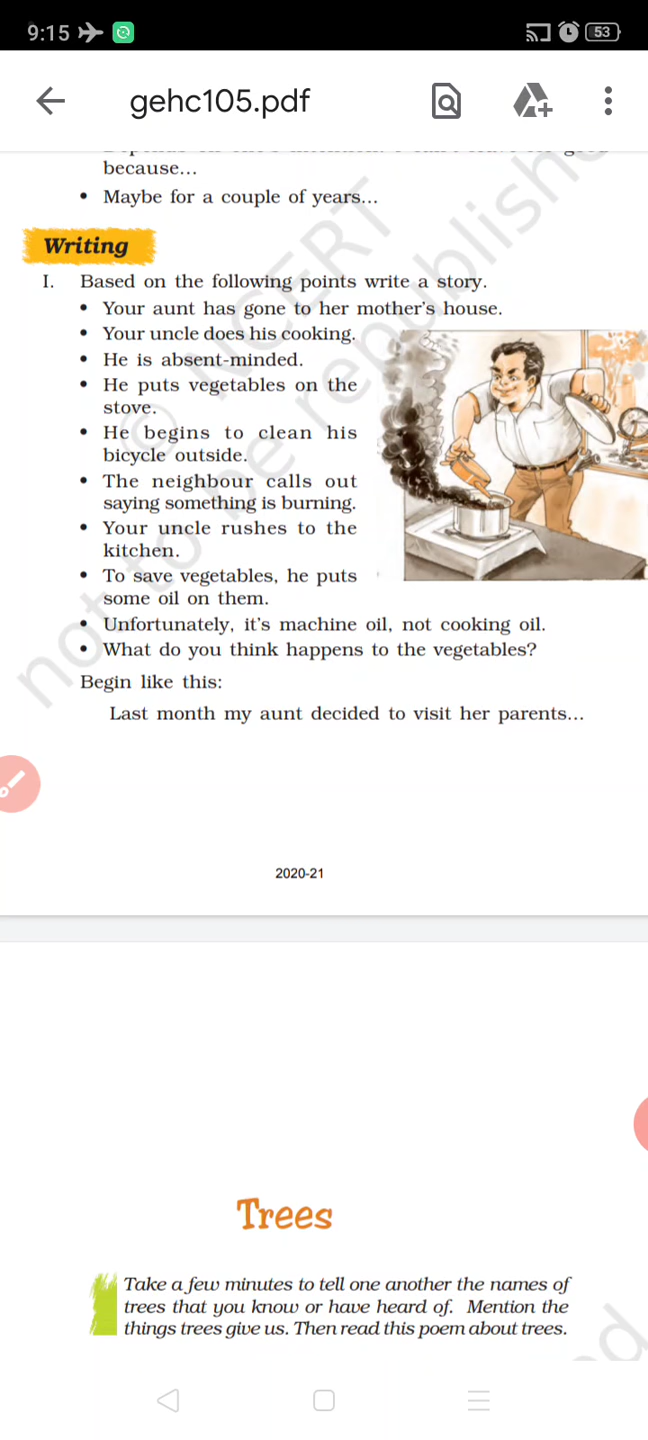 9:15
53
gehc105.pdf
because...
• Maybe for a couple of years...
Writing
I. Based on the following points write a story.
• Your aunt has gone to her mother's house.
• Your uncle does his cooking.
• He is absent-minded.
• He puts vegetables on the
stove.
• He begins to clean his
bicycle outside.
• The neighbour calls out
saying something is burning.
• Your uncle rushes to the
kitchen.
• To save vegetables, he puts
some oil on them.
• Unfortunately, it's machine oil, not cooking oil.
• What do you think happens to the vegetables?
Begin like this:
Last month my aunt decided to visit her parents...
© NCERT
not to be republished
2020-21
Trees
Take a few minutes to tell one another the names of
trees that you know or have heard of. Mention the
things trees give us. Then read this poem about trees.